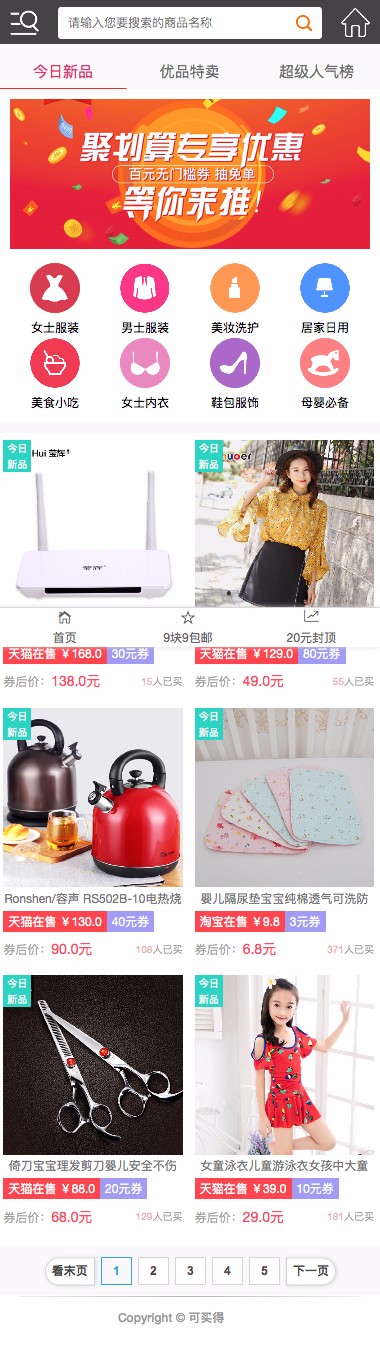 请输入您要搜索的商品名称
今日新品 优品特卖 超级人气榜
聚划算专享优惠
百元无门槛券 抽免单
等你来推!
女士服装 男士服装 美妆洗护 居家日用
美食小吃 女士内衣 鞋包服饰 母婴必备
今日新品
Hui 莹辉
今日新品
首页 9块9包邮 20元封顶
天猫在售 ￥168.0 30元券
天猫在售 ￥129.0 80元券
券后价: 138.0元 15人已买
券后价: 49.0元 55人已买
今日新品
今日新品
Ronshen/容声 RS502B-10电热烧
婴儿隔尿垫宝宝纯棉透气可洗防
天猫在售 ￥130.0 40元券
淘宝在售 ￥9.8 3元券
券后价: 90.0元 108人已买
券后价: 6.8元 371人已买
今日新品
今日新品
倚刀宝宝理发剪刀婴儿安全不伤
女童泳衣儿童游泳衣女孩中大童
天猫在售 ￥88.0 20元券
天猫在售 ￥39.0 10元券
券后价: 68.0元 129人已买
券后价: 29.0元 181人已买
看末页 1 2 3 4 5 下一页
Copyright © 可买得